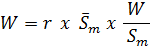 W = r x S̄ₘ x W/Sₘ